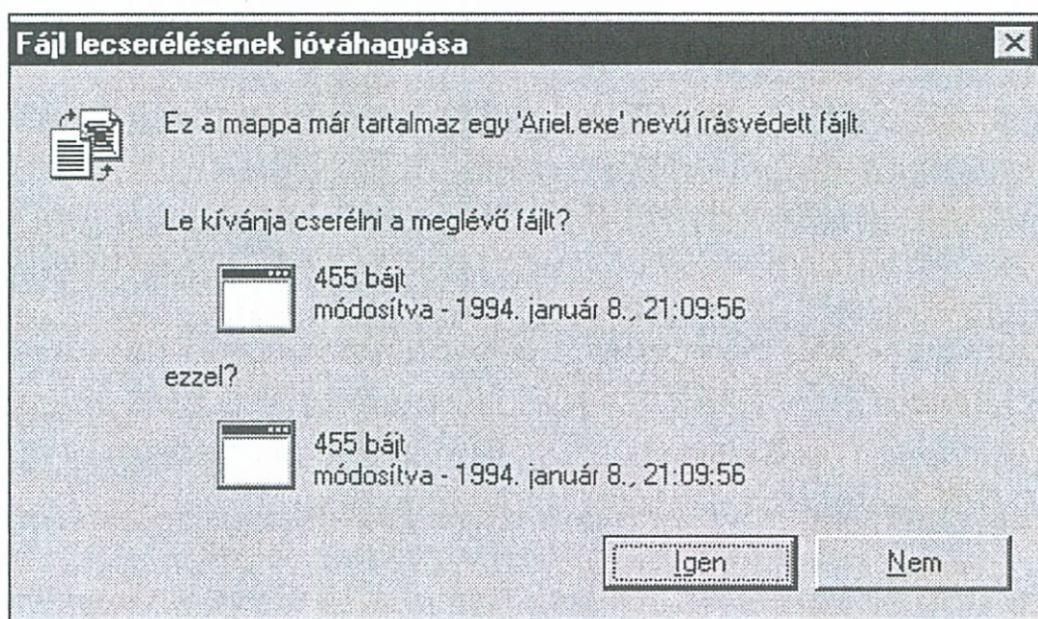 Fájl lecserélésének jóváhagyása
Ez a mappa már tartalmaz egy 'Ariel.exe' nevű írásvédett fájlt.
Le kívánja cserélni a meglévő fájlt?
455 bájt
módosítva - 1994. január 8., 21:09:56
ezzel?
455 bájt
módosítva - 1994. január 8., 21:09:56
Igen
Nem